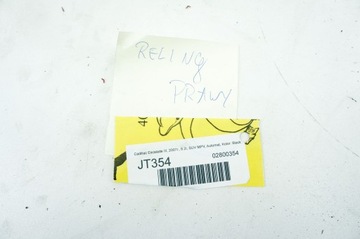 RELING
PRAWY
Cadillac Escalade III, 2007r., 6.2i, SUV/MPV Automat, Kolor: Black
JT354
02800354